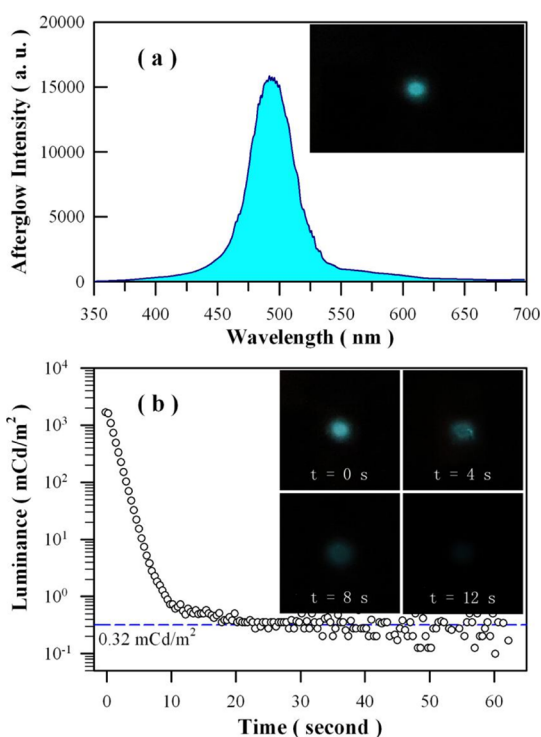 20000
( a )
15000
10000
5000
0
Afterglow Intensity ( a. u. )
350 400 450 500 550 600 650 700
Wavelength ( nm )
10⁴
( b )
10³
10²
10¹
10⁰
10⁻¹
Luminance ( mCd/m² )
t = 0 s t = 4 s
t = 8 s t = 12 s
0.32 mCd/m²
0 10 20 30 40 50 60
Time ( second )